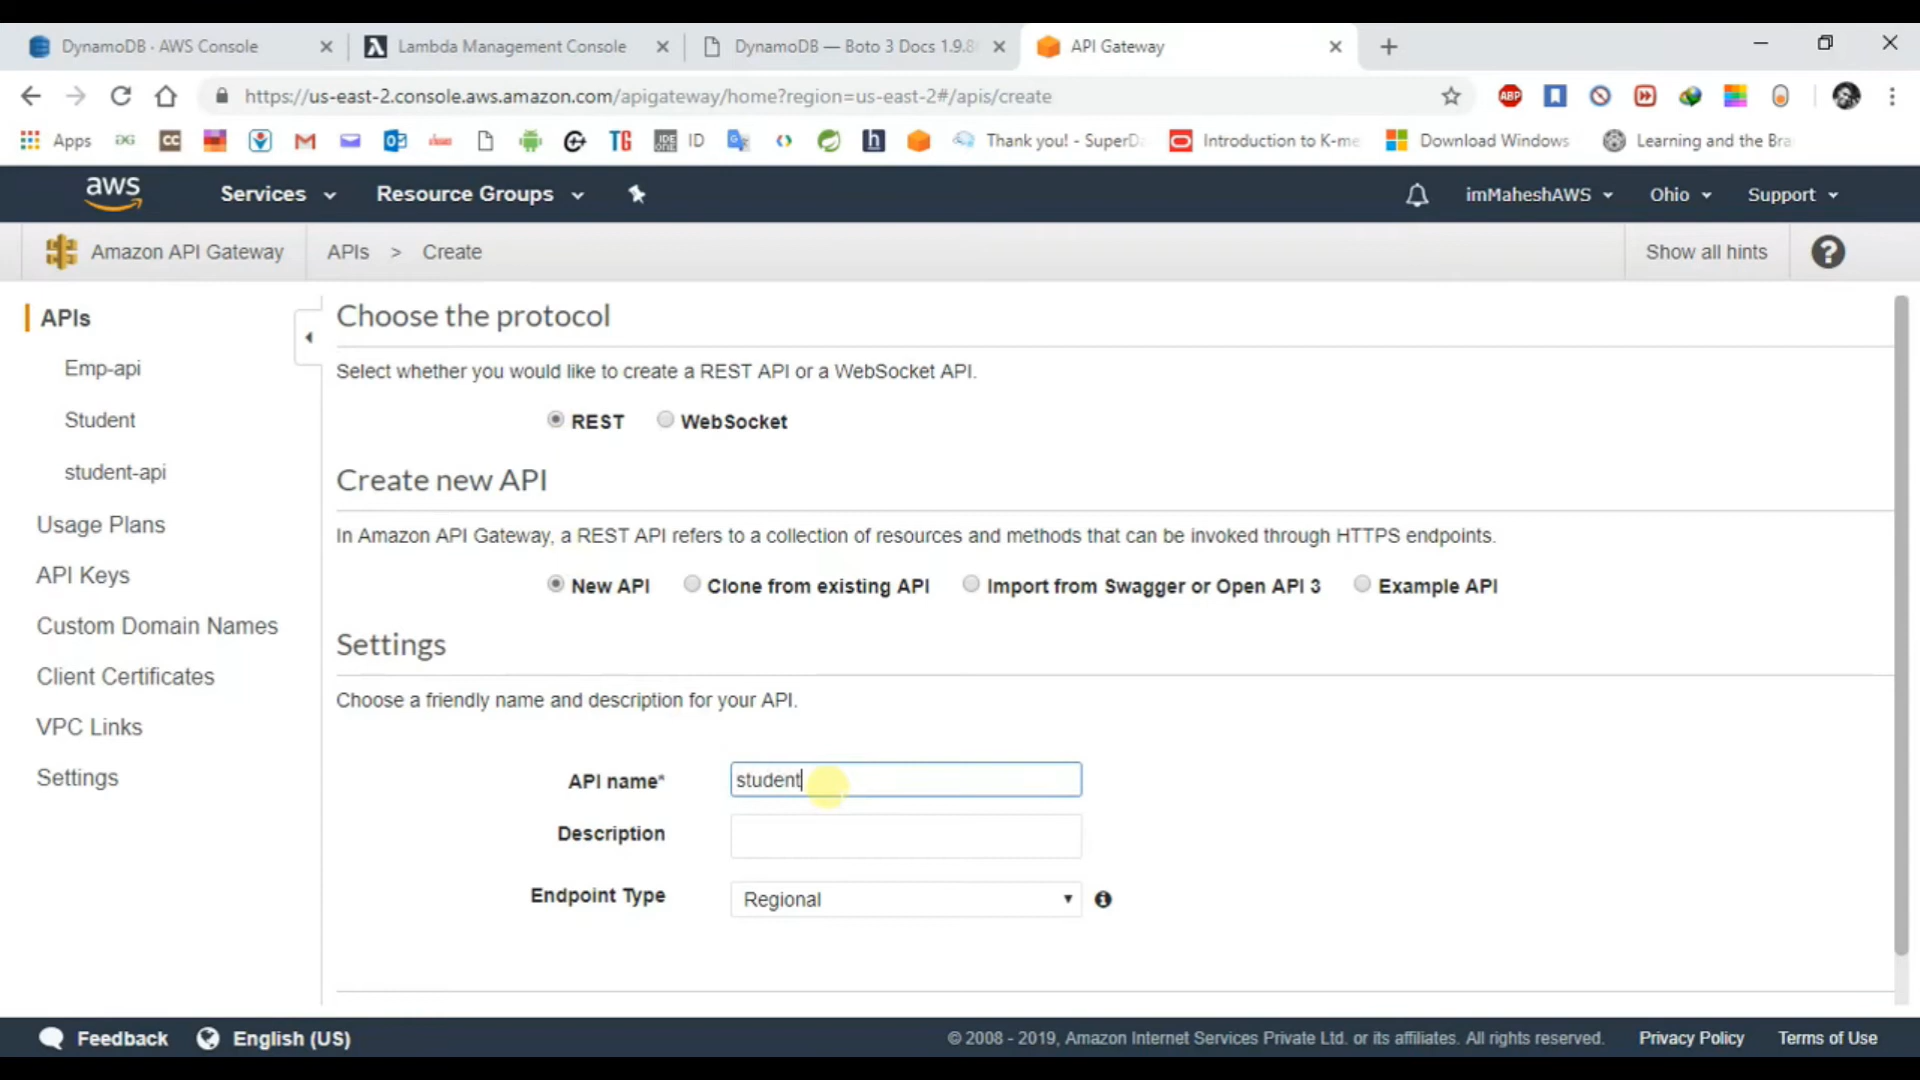 DynamoDB · AWS Console
Lambda Management Console
DynamoDB — Boto 3 Docs 1.9.8
API Gateway
https://us-east-2.console.aws.amazon.com/apigateway/home?region=us-east-2#/apis/create
ABP
Apps
CC
TG
ID
Thank you! - SuperDa
Introduction to K-me
Download Windows
Learning and the Bra
aws
Services
Resource Groups
imMaheshAWS
Ohio
Support
Amazon API Gateway
APIs > Create
Show all hints
?
APIs
Emp-api
Student
student-api
Usage Plans
API Keys
Custom Domain Names
Client Certificates
VPC Links
Settings
Choose the protocol
Select whether you would like to create a REST API or a WebSocket API.
REST WebSocket
Create new API
In Amazon API Gateway, a REST API refers to a collection of resources and methods that can be invoked through HTTPS endpoints.
New API Clone from existing API Import from Swagger or Open API 3 Example API
Settings
Choose a friendly name and description for your API.
API name* student
Description
Endpoint Type Regional
Feedback
English (US)
© 2008 - 2019, Amazon Internet Services Private Ltd. or its affiliates. All rights reserved.
Privacy Policy
Terms of Use